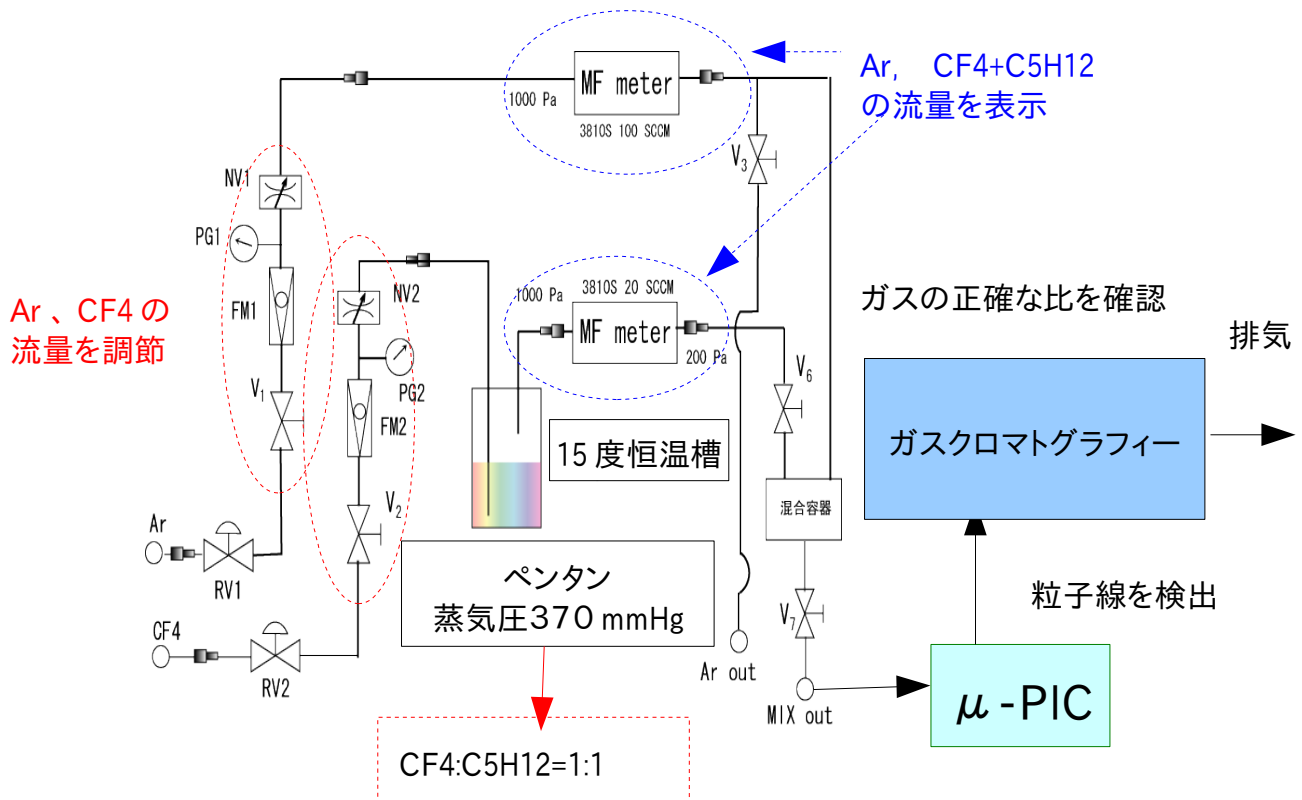 Ar, CF4+C5H12
の流量を表示
MF meter
1000 Pa
3810S 100 SCCM
V3
NV1
PG1
FM1
V1
Ar 、CF4 の
流量を調節
NV2
PG2
FM2
V2
1000 Pa
3810S 20 SCCM
MF meter
200 Pa
V6
15 度恒温槽
混合容器
ガスの正確な比を確認
排気
ガスクロマトグラフィー
Ar
RV1
CF4
RV2
ペンタン
蒸気圧370 mmHg
V7
Ar out
MIX out
粒子線を検出
μ-PIC
CF4:C5H12=1:1